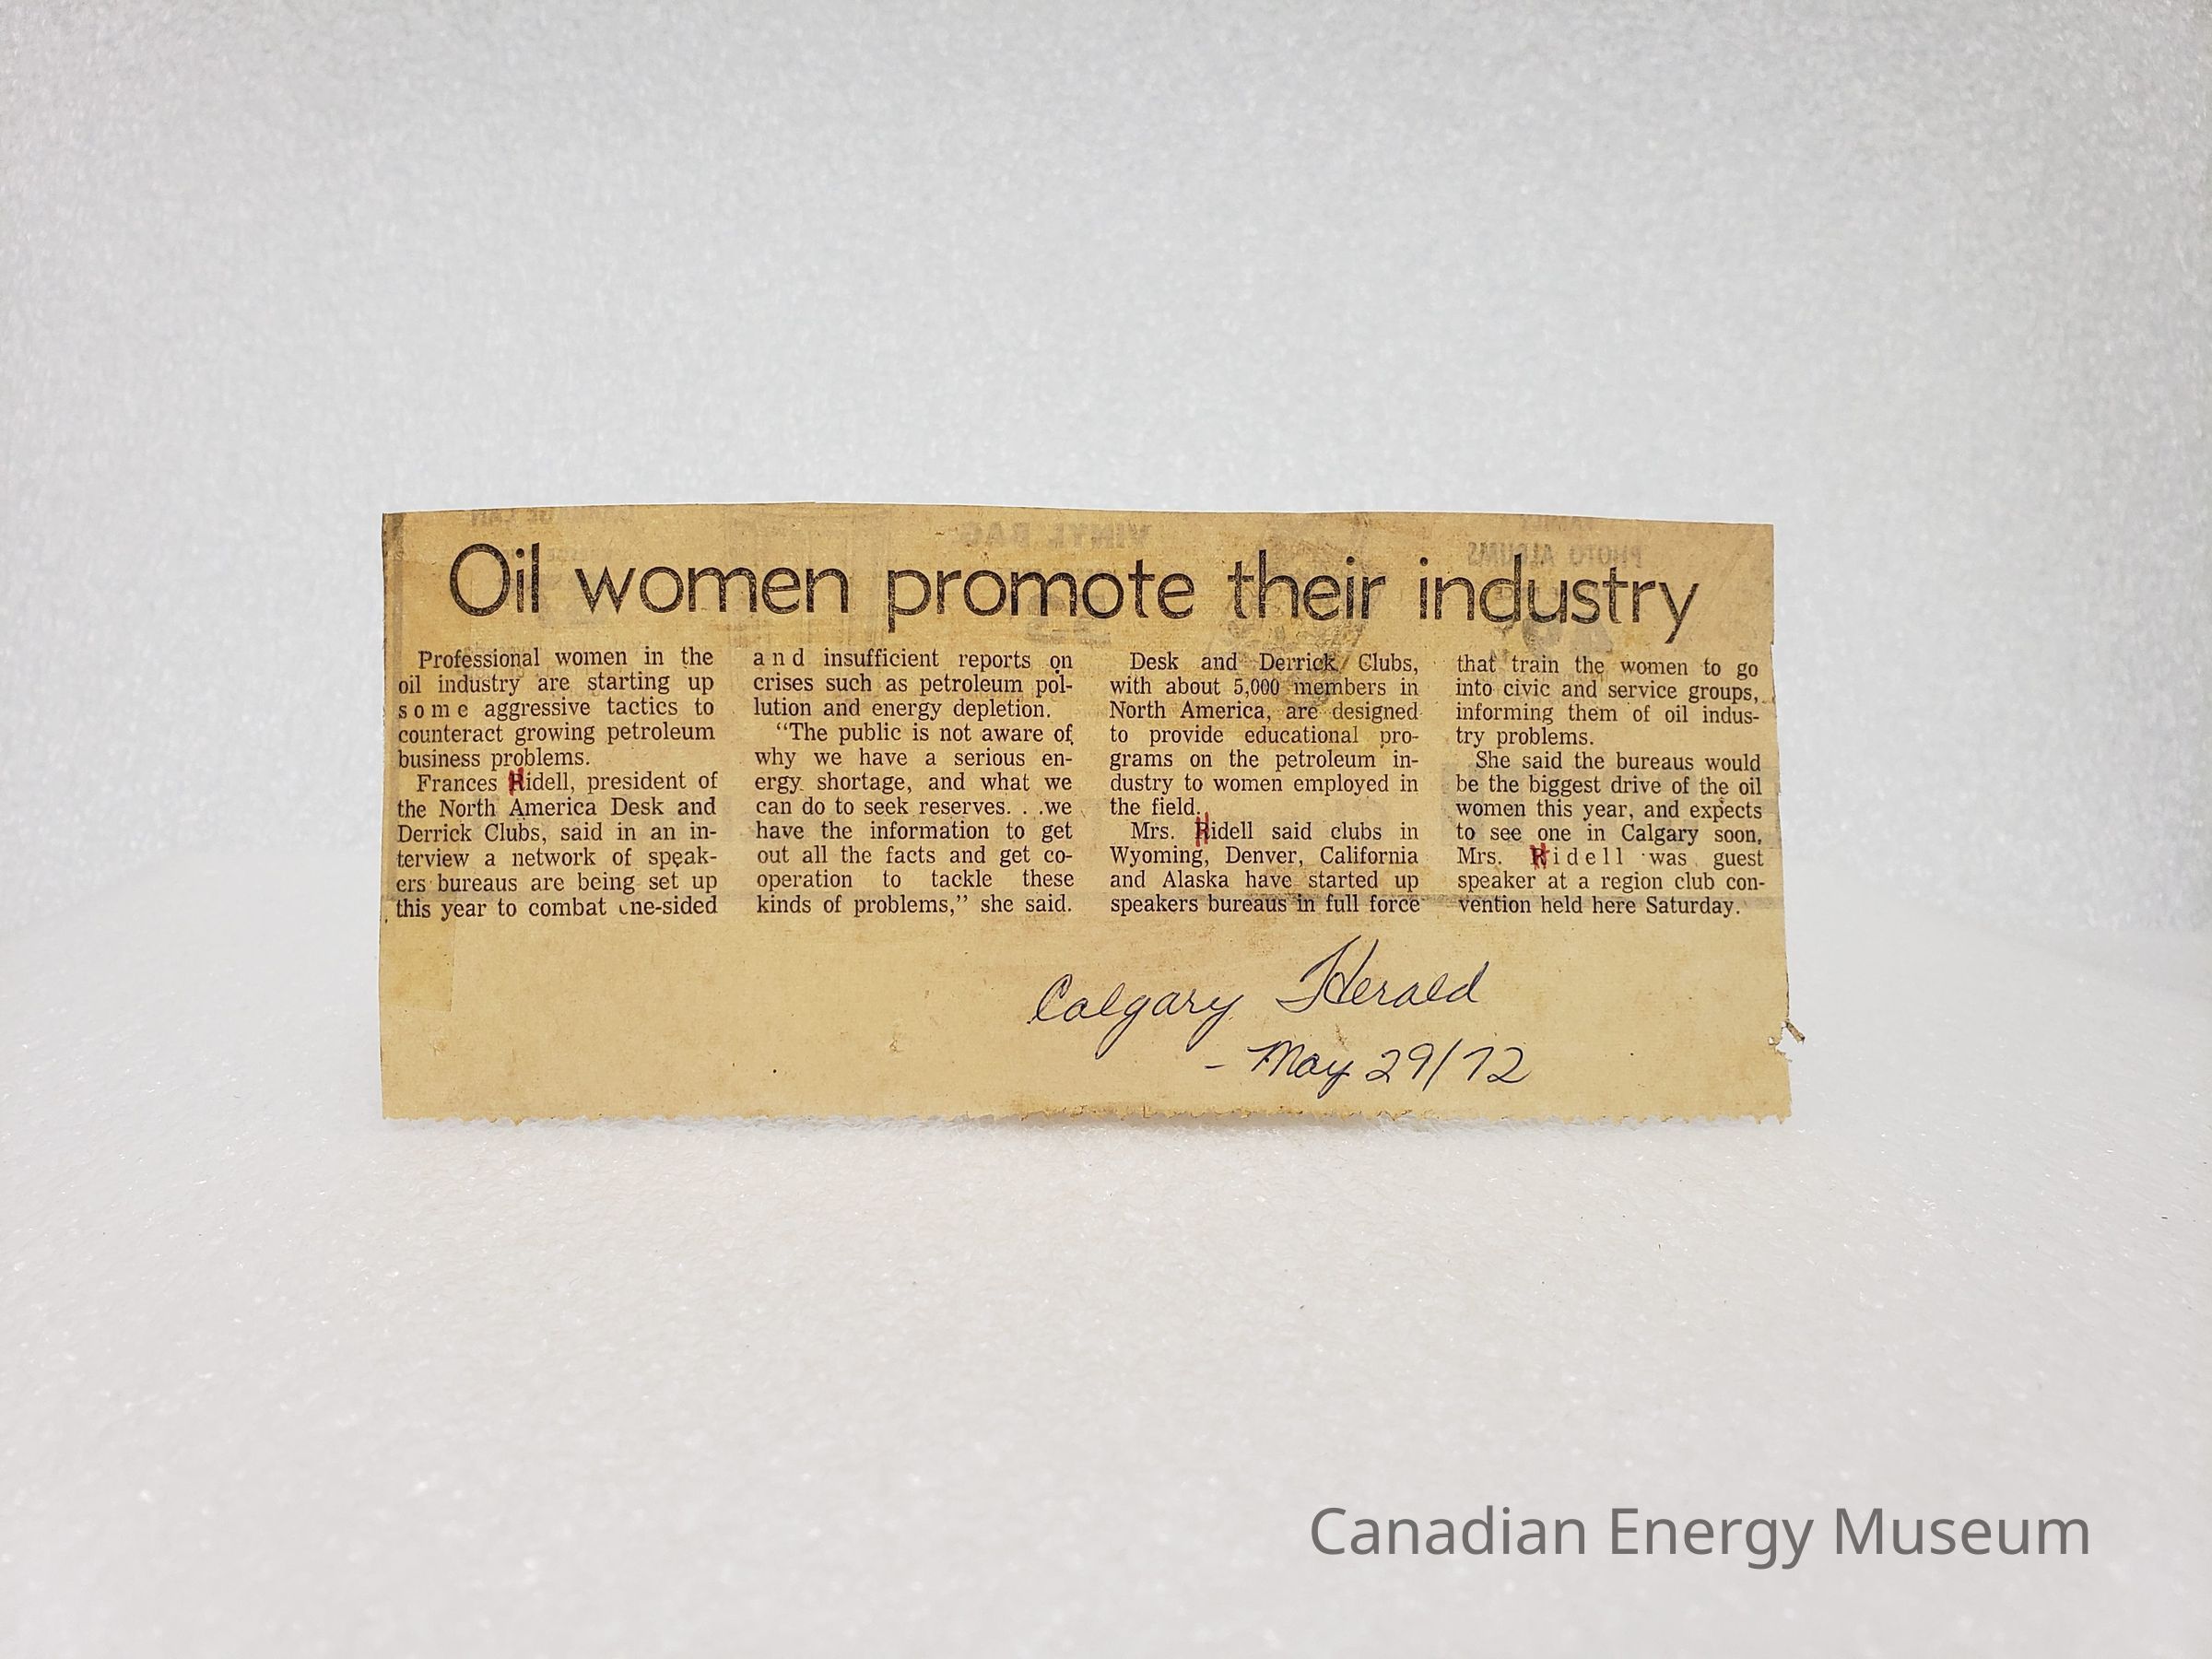 Oil women promote their industry
Professional women in the
oil industry are starting up
some aggressive tactics to
counteract growing petroleum
business problems.
Frances Ridell, president of
the North America Desk and
Derrick Clubs, said in an in-
terview a network of speak-
ers bureaus are being set up
this year to combat one-sided
and insufficient reports on
crises such as petroleum pol-
lution and energy depletion.
"The public is not aware of
why we have a serious en-
ergy shortage, and what we
can do to seek reserves. . .we
have the information to get
out all the facts and get co-
operation to tackle these
kinds of problems," she said.
Desk and Derrick Clubs,
with about 5,000 members in
North America, are designed
to provide educational pro-
grams on the petroleum in-
dustry to women employed in
the field.
Mrs. Ridell said clubs in
Wyoming, Denver, California
and Alaska have started up
speakers bureaus in full force
that train the women to go
into civic and service groups,
informing them of oil indus-
try problems.
She said the bureaus would
be the biggest drive of the oil
women this year, and expects
to see one in Calgary soon.
Mrs. Ridell was guest
speaker at a region club con-
vention held here Saturday.
Calgary Herald
- May 29/72
Canadian Energy Museum